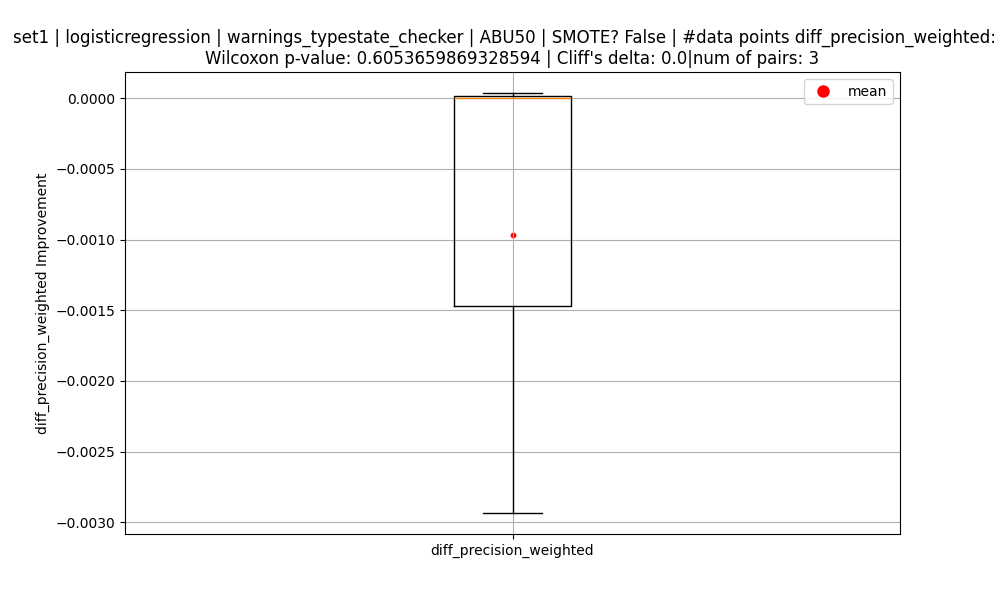 set1 | logisticregression | warnings_typestate_checker | ABU50 | SMOTE? False | #data points diff_precision_weighted:
Wilcoxon p-value: 0.6053659869328594 | Cliff's delta: 0.0|num of pairs: 3
mean
0.0000
−0.0005
−0.0010
−0.0015
−0.0020
−0.0025
−0.0030
diff_precision_weighted Improvement
diff_precision_weighted